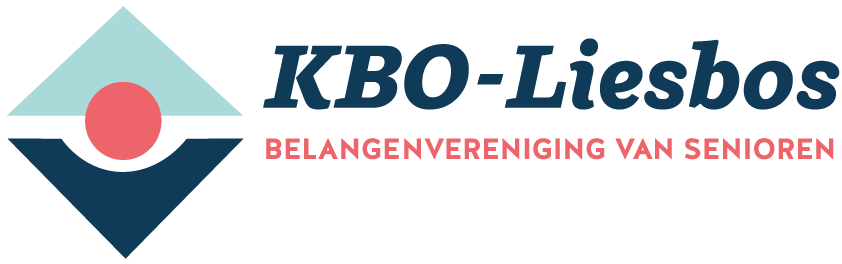 KBO-Liesbos
BELANGENVERENIGING VAN SENIOREN